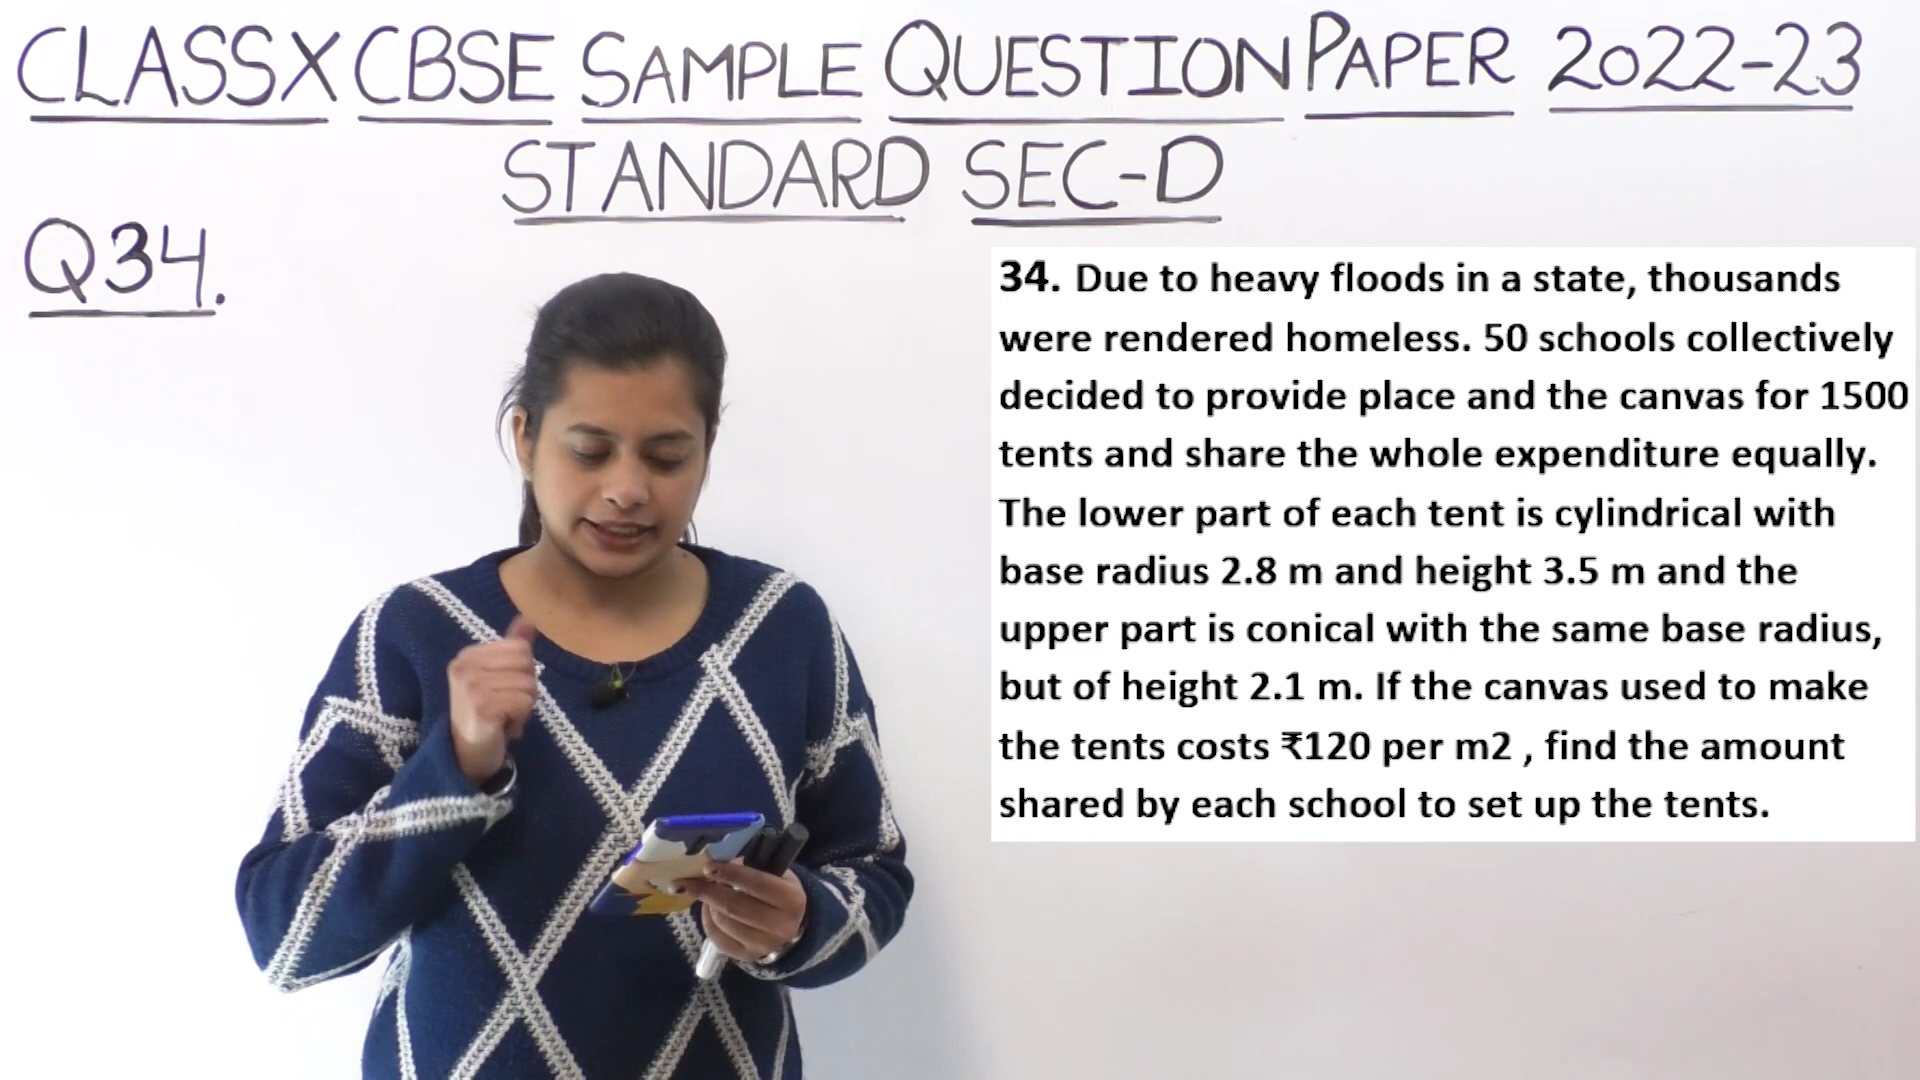 CLASS X CBSE SAMPLE QUESTION PAPER 2022-23
STANDARD SEC-D
Q34.
34. Due to heavy floods in a state, thousands
were rendered homeless. 50 schools collectively
decided to provide place and the canvas for 1500
tents and share the whole expenditure equally.
The lower part of each tent is cylindrical with
base radius 2.8 m and height 3.5 m and the
upper part is conical with the same base radius,
but of height 2.1 m. If the canvas used to make
the tents costs ₹120 per m2 , find the amount
shared by each school to set up the tents.